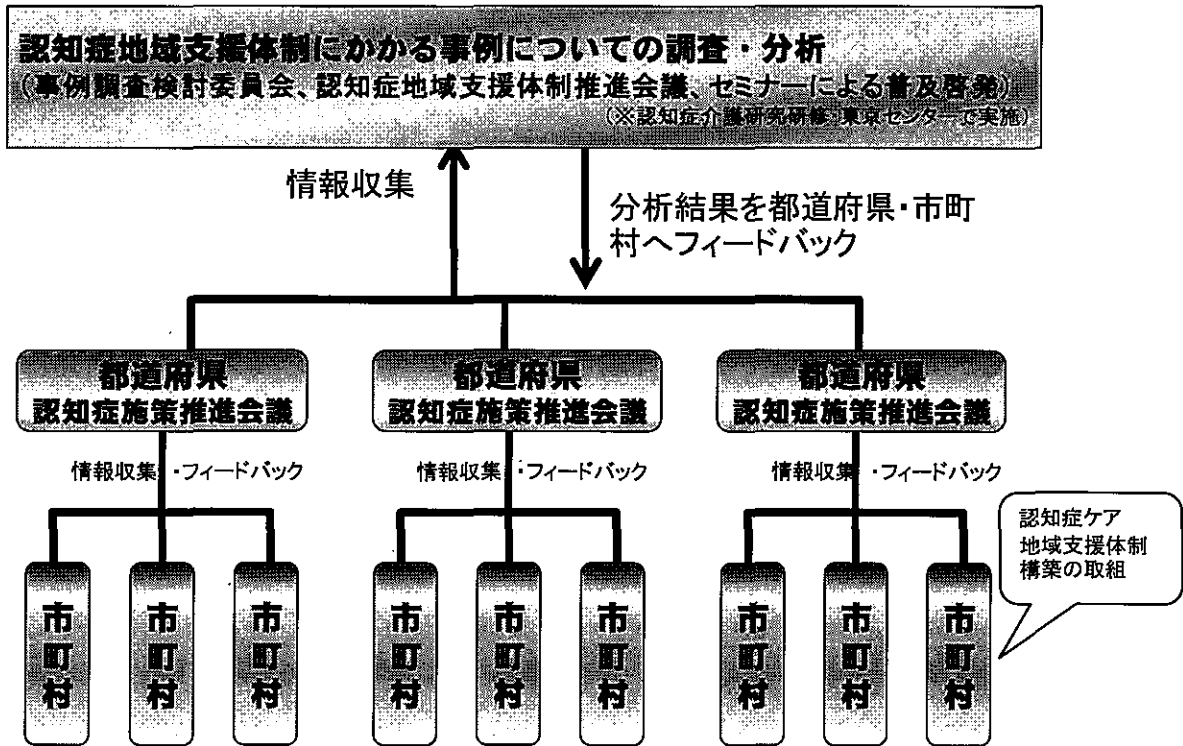 認知症地域支援体制にかかる事例についての調査・分析
(事例調査検討委員会、認知症地域支援体制推進会議、セミナーによる普及啓発)
(※認知症介護研究研修東京センターで実施)
情報収集
分析結果を都道府県・市町
村へフィードバック
都道府県
認知症施策推進会議
都道府県
認知症施策推進会議
都道府県
認知症施策推進会議
情報収集・フィードバック
情報収集・フィードバック
情報収集・フィードバック
認知症ケア
地域支援体制
構築の取組
市町村
市町村
市町村
市町村
市町村
市町村
市町村
市町村
市町村